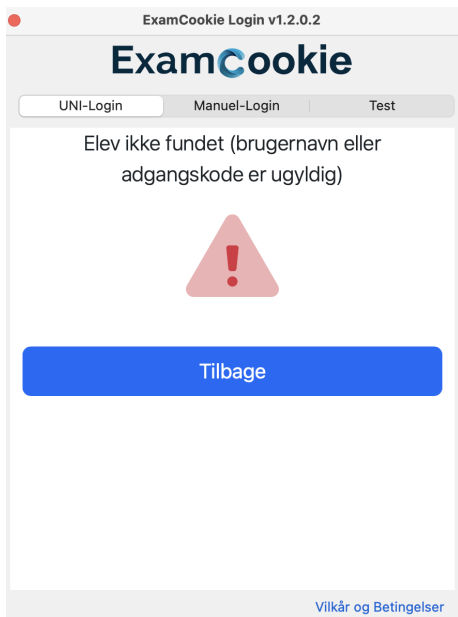 ExamCookie Login v1.2.0.2
ExamCookie
UNI-Login Manuel-Login Test
Elev ikke fundet (brugernavn eller
adgangskode er ugyldig)
Tilbage
Vilkår og Betingelser